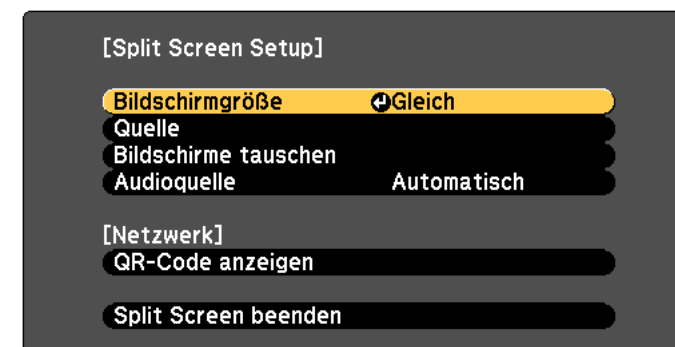 [Split Screen Setup]
Bildschirmgröße Gleich
Quelle
Bildschirme tauschen
Audioquelle Automatisch
[Netzwerk]
QR-Code anzeigen
Split Screen beenden